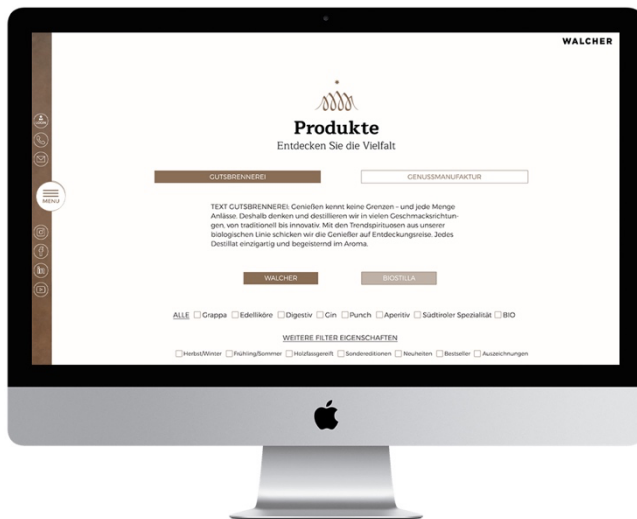 WALCHER
Produkte
Entdecken Sie die Vielfalt
GUTSBRENNEREI
GENUSSMANUFAKTUR
TEXT GUTSBRENNEREI: Genießen kennt keine Grenzen – und jede Menge
Anlässe. Deshalb denken und destillieren wir in vielen Geschmacksrichtun-
gen, von traditionell bis innovativ. Mit den Trendspirituosen aus unserer
biologischen Linie schicken wir die Genießer auf Entdeckungsreise. Jedes
Destillat einzigartig und begeisternd im Aroma.
MENU
WALCHER
BIOSTILLA
ALLE Grappa Edelliköre Digestiv Gin Punch Aperitiv Südtiroler Spezialität BIO
WEITERE FILTER EIGENSCHAFTEN
Herbst/Winter Frühling/Sommer Holzfassgereift Sondereditionen Neuheiten Bestseller Auszeichnungen